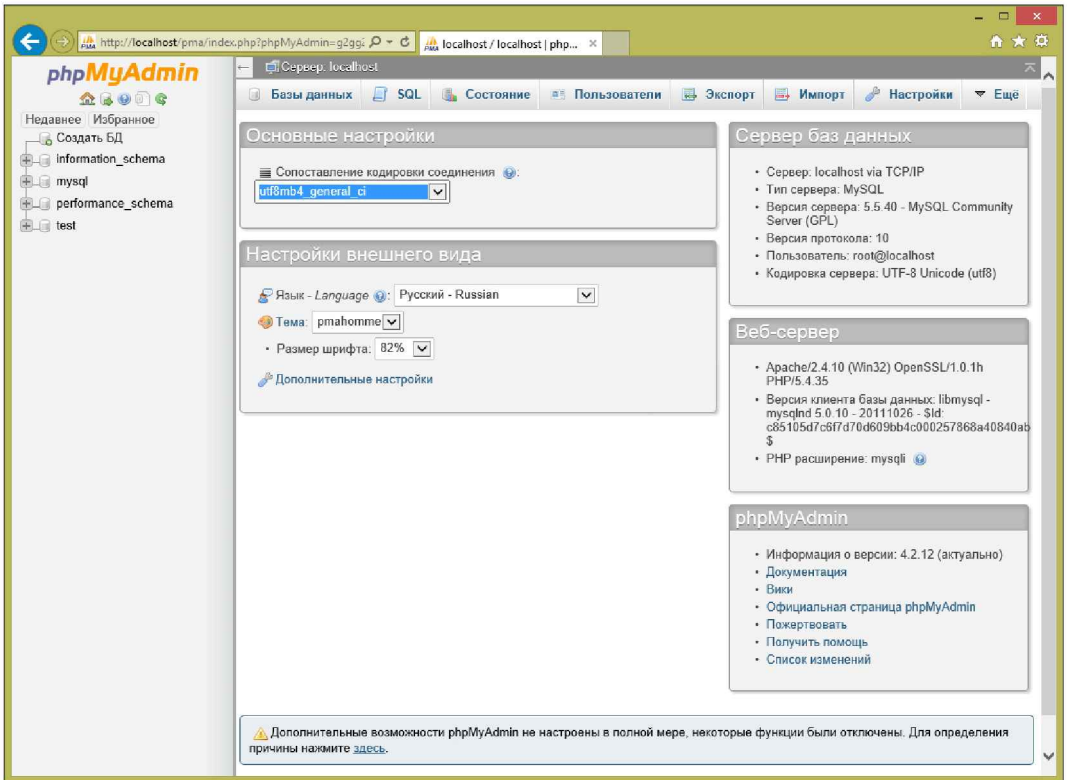 http://localhost/pma/index.php?phpMyAdmin=g2gg
localhost / localhost | php...
phpMyAdmin
Недавнее Избранное
Создать БД
information_schema
mysql
performance_schema
test
Сервер: localhost
Базы данных SQL Состояние Пользователи Экспорт Импорт Настройки Ещё
Основные настройки
Сопоставление кодировки соединения
utf8mb4_general_ci
Настройки внешнего вида
Язык - Language : Русский - Russian
Тема: pmahomme
• Размер шрифта: 82%
Дополнительные настройки
Сервер баз данных
• Сервер: localhost via TCP/IP
• Тип сервера: MySQL
• Версия сервера: 5.5.40 - MySQL Community
Server (GPL)
• Версия протокола: 10
• Пользователь: root@localhost
• Кодировка сервера: UTF-8 Unicode (utf8)
Веб-сервер
• Apache/2.4.10 (Win32) OpenSSL/1.0.1h
PHP/5.4.35
• Версия клиента базы данных: libmysql -
mysqlnd 5.0.10 - 20111026 - $Id:
c85105d7c6f7d70d609bb4c000257868a40840ab
$
• PHP расширение: mysqli
phpMyAdmin
• Информация о версии: 4.2.12 (актуально)
• Документация
• Вики
• Официальная страница phpMyAdmin
• Пожертвовать
• Получить помощь
• Список изменений
Дополнительные возможности phpMyAdmin не настроены в полной мере, некоторые функции были отключены. Для определения
причины нажмите здесь.